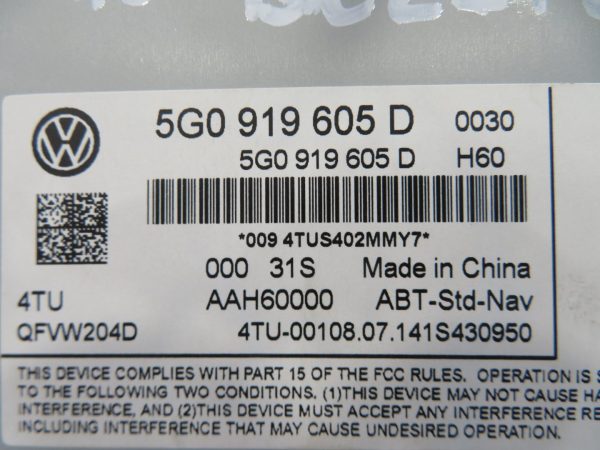 5G0 919 605 D 0030
5G0 919 605 D H60
*009 4TUS402MMY7*
000 31S Made in China
4TU AAH60000 ABT-Std-Nav
QFVW204D 4TU-00108.07.141S430950
THIS DEVICE COMPLIES WITH PART 15 OF THE FCC RULES. OPERATION IS
TO THE FOLLOWING TWO CONDITIONS. (1)THIS DEVICE MAY NOT CAUSE
INTERFERENCE, AND (2)THIS DEVICE MUST ACCEPT ANY INTERFERENCE
INCLUDING INTERFERENCE THAT MAY CAUSE UNDESIRED OPERATION.